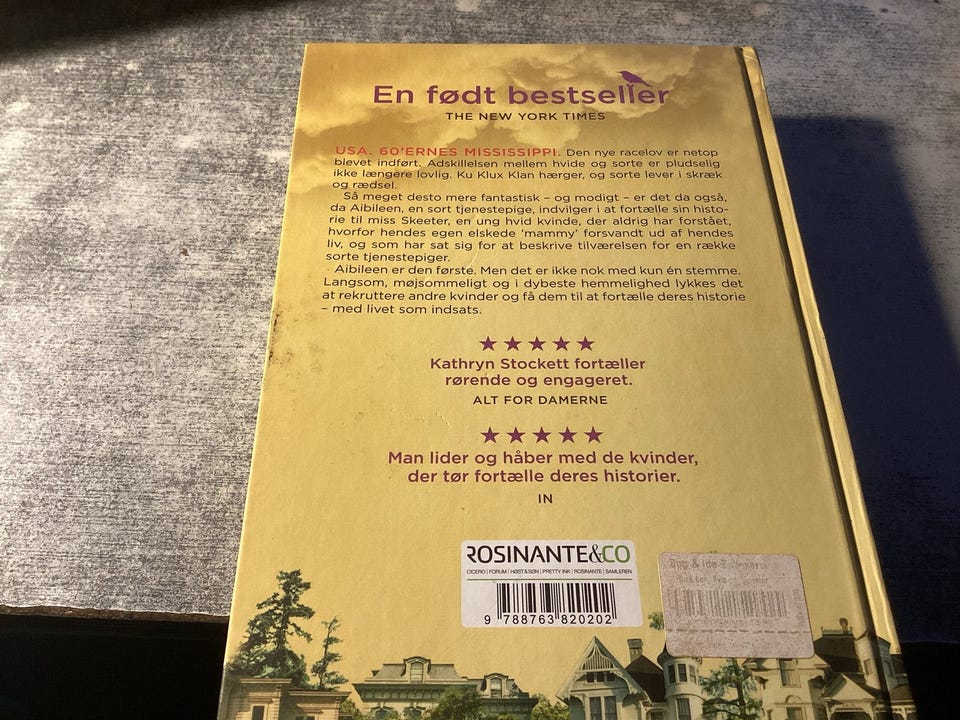 En født bestseller
THE NEW YORK TIMES
USA. 60'ERNES MISSISSIPPI. Den nye racelov er netop
blevet indført. Adskillelsen mellem hvide og sorte er pludselig
ikke længere lovlig. Ku Klux Klan hærger, og sorte lever i skræk
og rædsel.
Så meget desto mere fantastisk – og modigt – er det da også,
da Aibileen, en sort tjenestepige, indvilger i at fortælle sin histo-
rie til miss Skeeter, en ung hvid kvinde, der aldrig har forstået,
hvorfor hendes egen elskede 'mammy' forsvandt ud af hendes
liv, og som har sat sig for at beskrive tilværelsen for en række
sorte tjenestepiger.
Aibileen er den første. Men det er ikke nok med kun én stemme.
Langsom, møjsommeligt og i dybeste hemmelighed lykkes det
at rekruttere andre kvinder og få dem til at fortælle deres historie
– med livet som indsats.
★★★★★
Kathryn Stockett fortæller
rørende og engageret.
ALT FOR DAMERNE
★★★★★
Man lider og håber med de kvinder,
der tør fortælle deres historier.
IN
ROSINANTE&CO
CICERO | FORUM | HØST&SØN | PRETTY INK | ROSINANTE | SAMLEREN
9 788763 820202